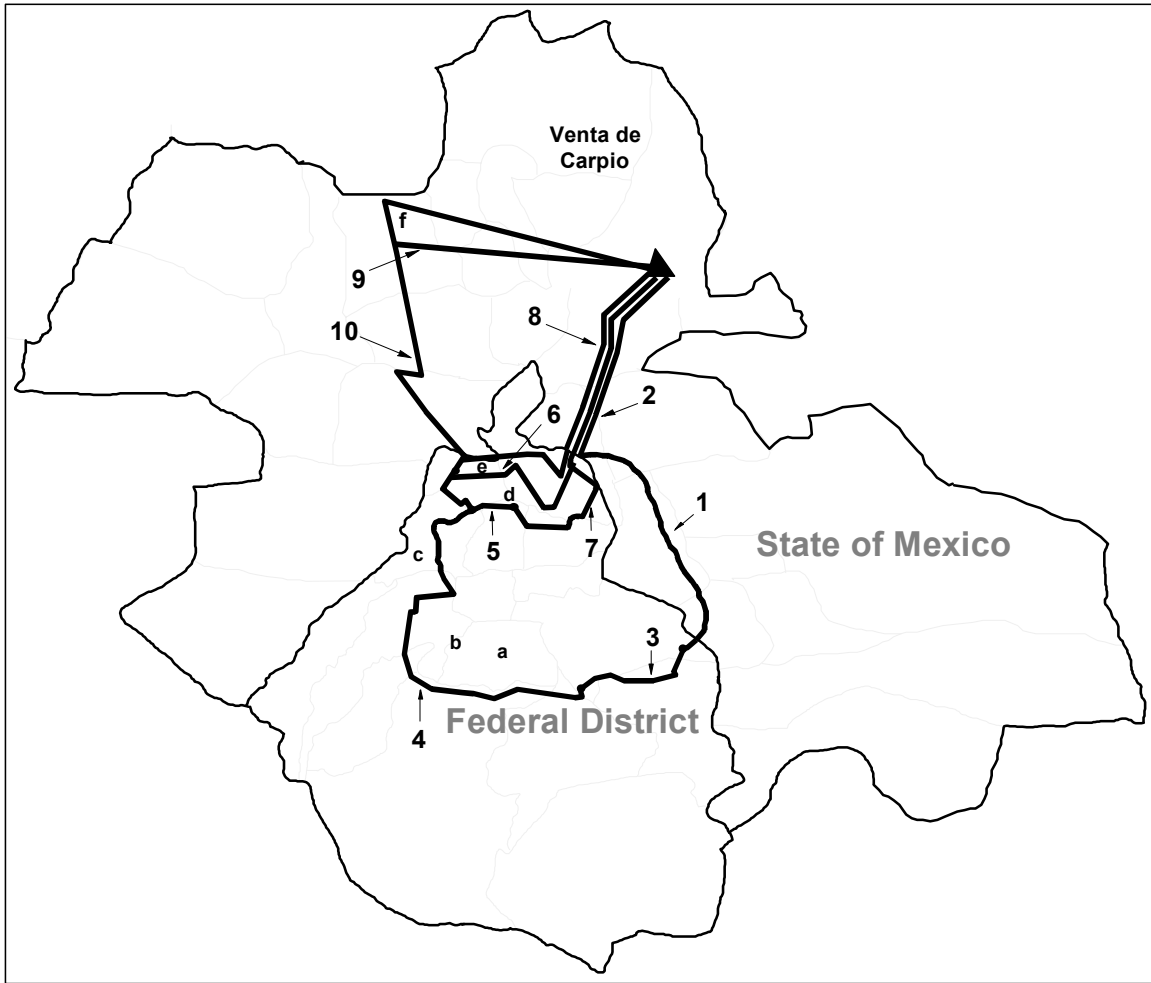 Venta de
Carpio
f
9
8
10
2
6
e
d
1
5
7
State of Mexico
c
3
b
a
Federal District
4